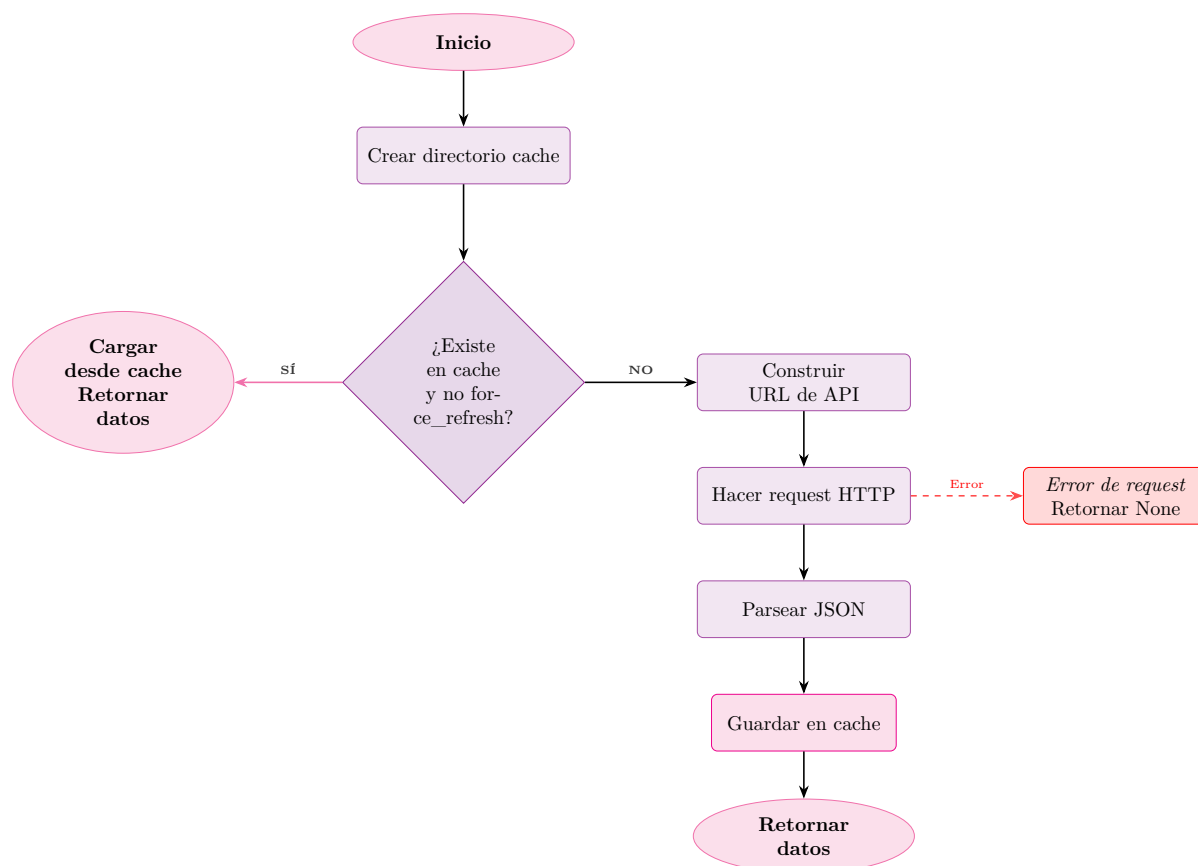 Inicio
Crear directorio cache
¿Existe
en cache
y no for-
ce_refresh?
SÍ
Cargar
desde cache
Retornar
datos
NO
Construir
URL de API
Hacer request HTTP
Error
Error de request
Retornar None
Parsear JSON
Guardar en cache
Retornar
datos